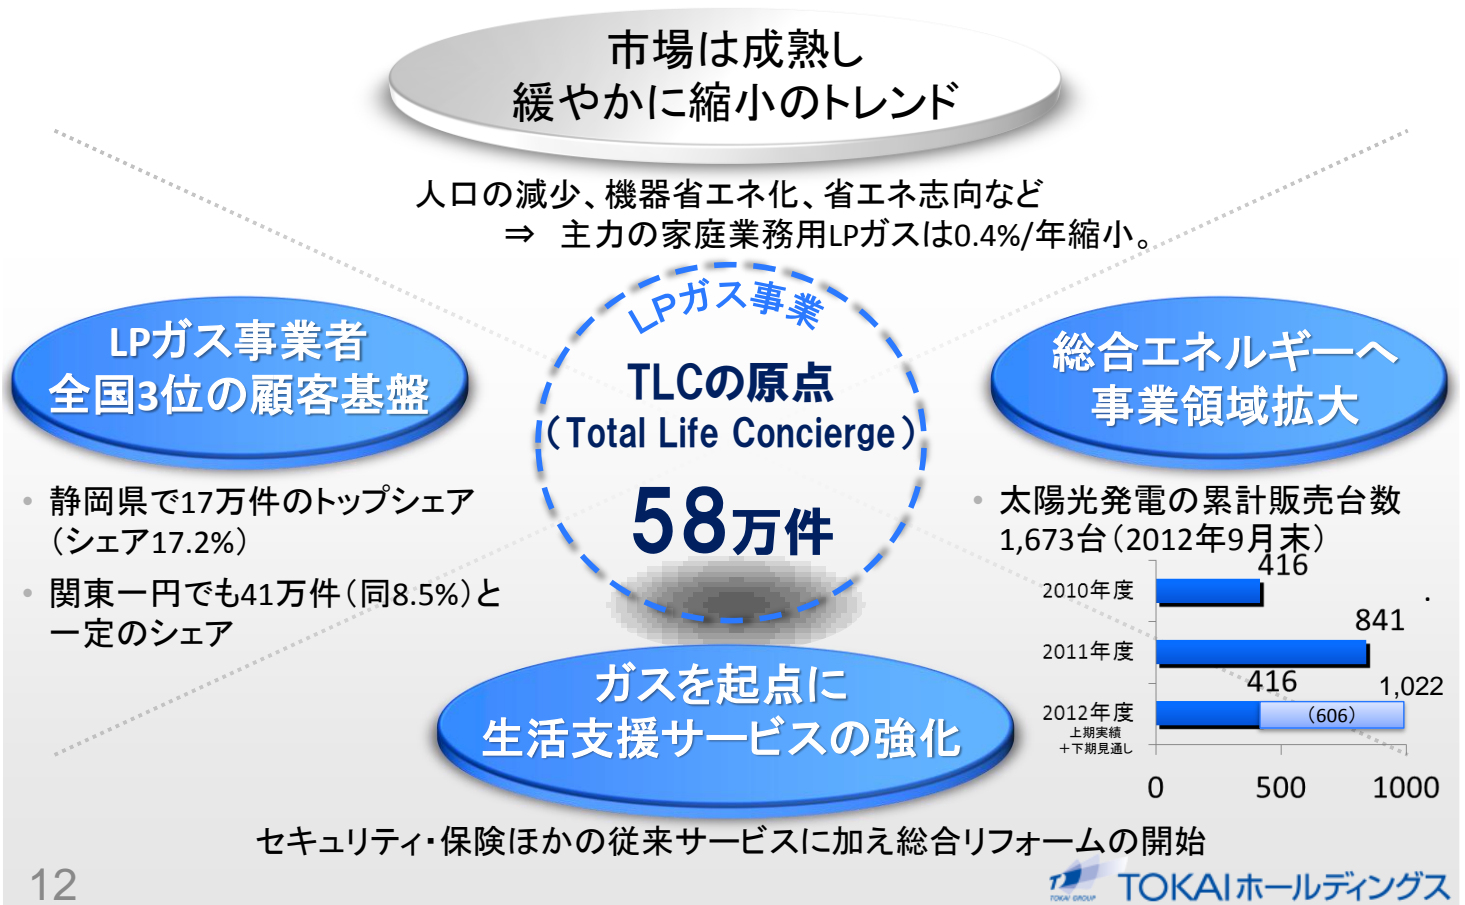 市場は成熟し
緩やかに縮小のトレンド
人口の減少、機器省エネ化、省エネ志向など
⇒ 主力の家庭業務用LPガスは0.4%/年縮小。
LPガス事業者
全国3位の顧客基盤
• 静岡県で17万件のトップシェア
（シェア17.2%）
• 関東一円でも41万件（同8.5%）と
一定のシェア
LPガス事業
TLCの原点
（Total Life Concierge）
58万件
総合エネルギーへ
事業領域拡大
• 太陽光発電の累計販売台数
1,673台（2012年9月末）
416
2010年度
.
841
2011年度
416
1,022
2012年度
（606）
上期実績
＋下期見通し
0 500 1000
ガスを起点に
生活支援サービスの強化
セキュリティ・保険ほかの従来サービスに加え総合リフォームの開始
12
TOKAI GROUP
TOKAIホールディングス